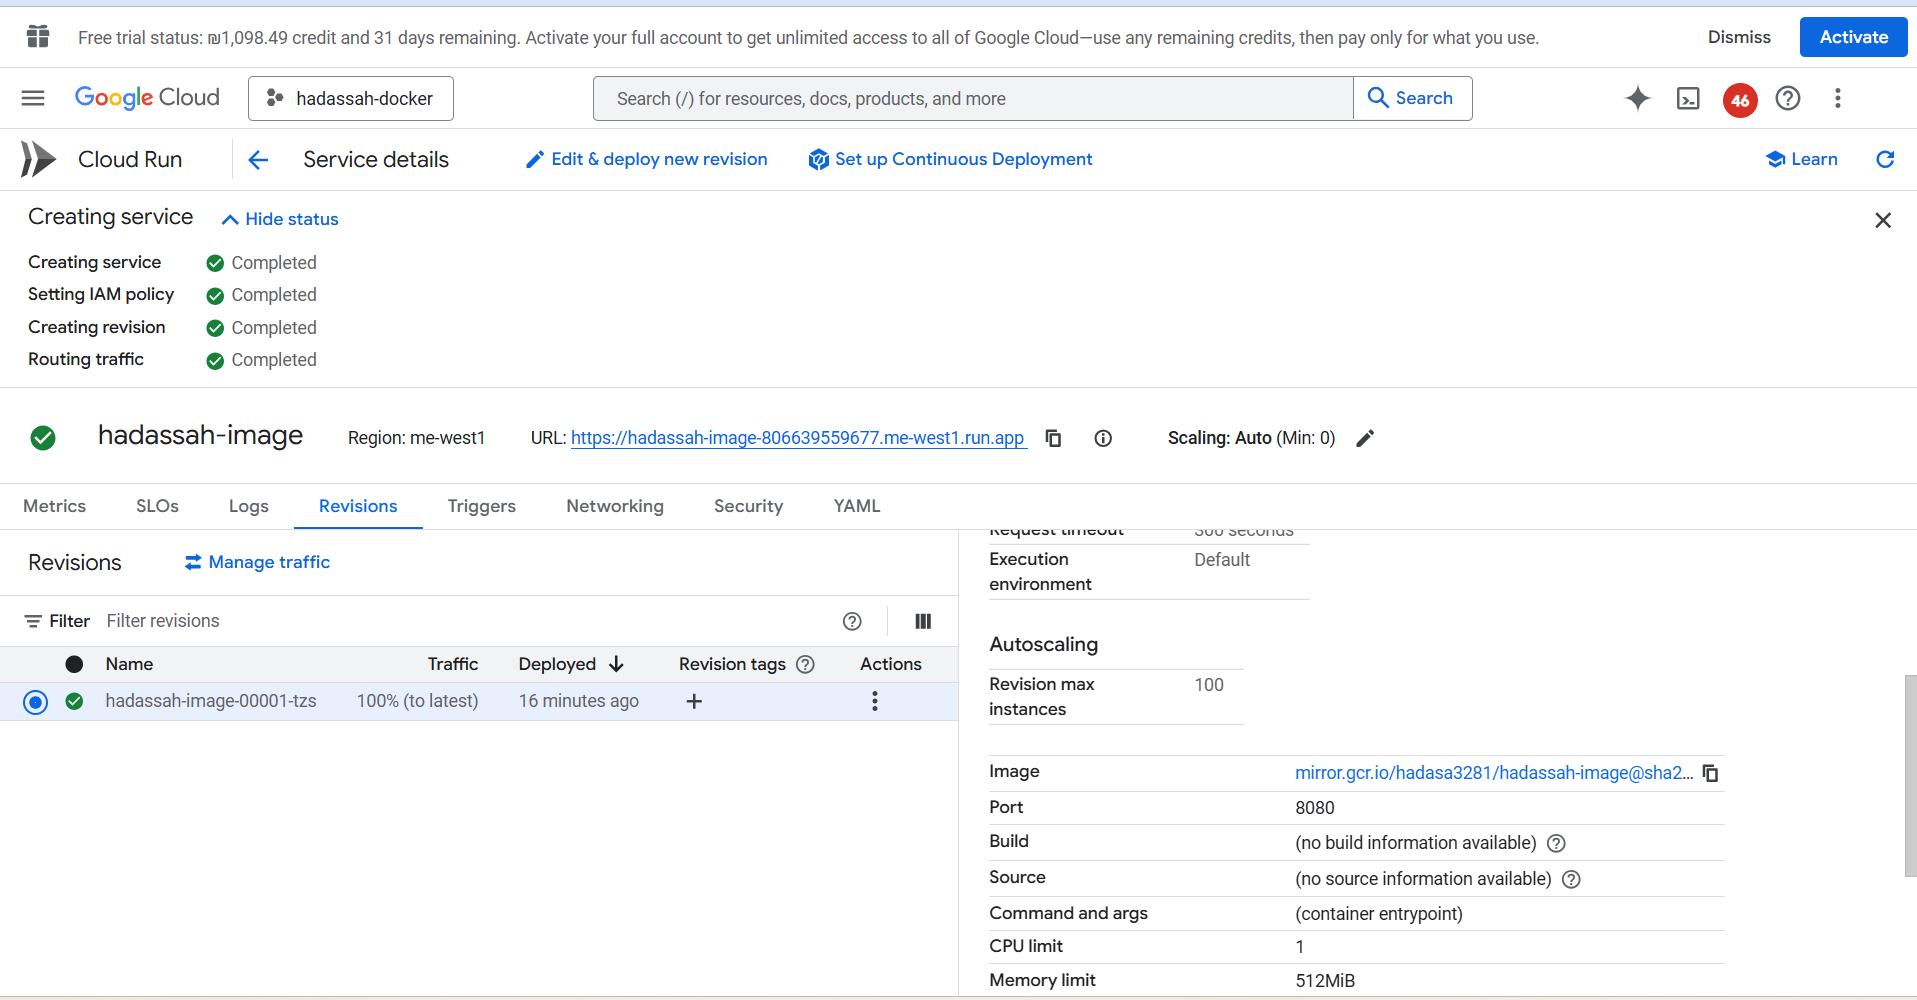 Free trial status: ₪1,098.49 credit and 31 days remaining. Activate your full account to get unlimited access to all of Google Cloud—use any remaining credits, then pay only for what you use.
Dismiss
Activate
Google Cloud
hadassah-docker
Search (/) for resources, docs, products, and more
Search
46
Cloud Run
Service details
Edit & deploy new revision
Set up Continuous Deployment
Learn
Creating service
Hide status
Creating service Completed
Setting IAM policy Completed
Creating revision Completed
Routing traffic Completed
hadassah-image
Region: me-west1
URL: https://hadassah-image-806639559677.me-west1.run.app
Scaling: Auto (Min: 0)
Metrics
SLOs
Logs
Revisions
Triggers
Networking
Security
YAML
Revisions
Manage traffic
Filter Filter revisions
Name Traffic Deployed Revision tags Actions
hadassah-image-00001-tzs 100% (to latest) 16 minutes ago
Request timeout 300 seconds
Execution environment Default
Autoscaling
Revision max instances 100
Image mirror.gcr.io/hadasa3281/hadassah-image@sha2...
Port 8080
Build (no build information available)
Source (no source information available)
Command and args (container entrypoint)
CPU limit 1
Memory limit 512MiB